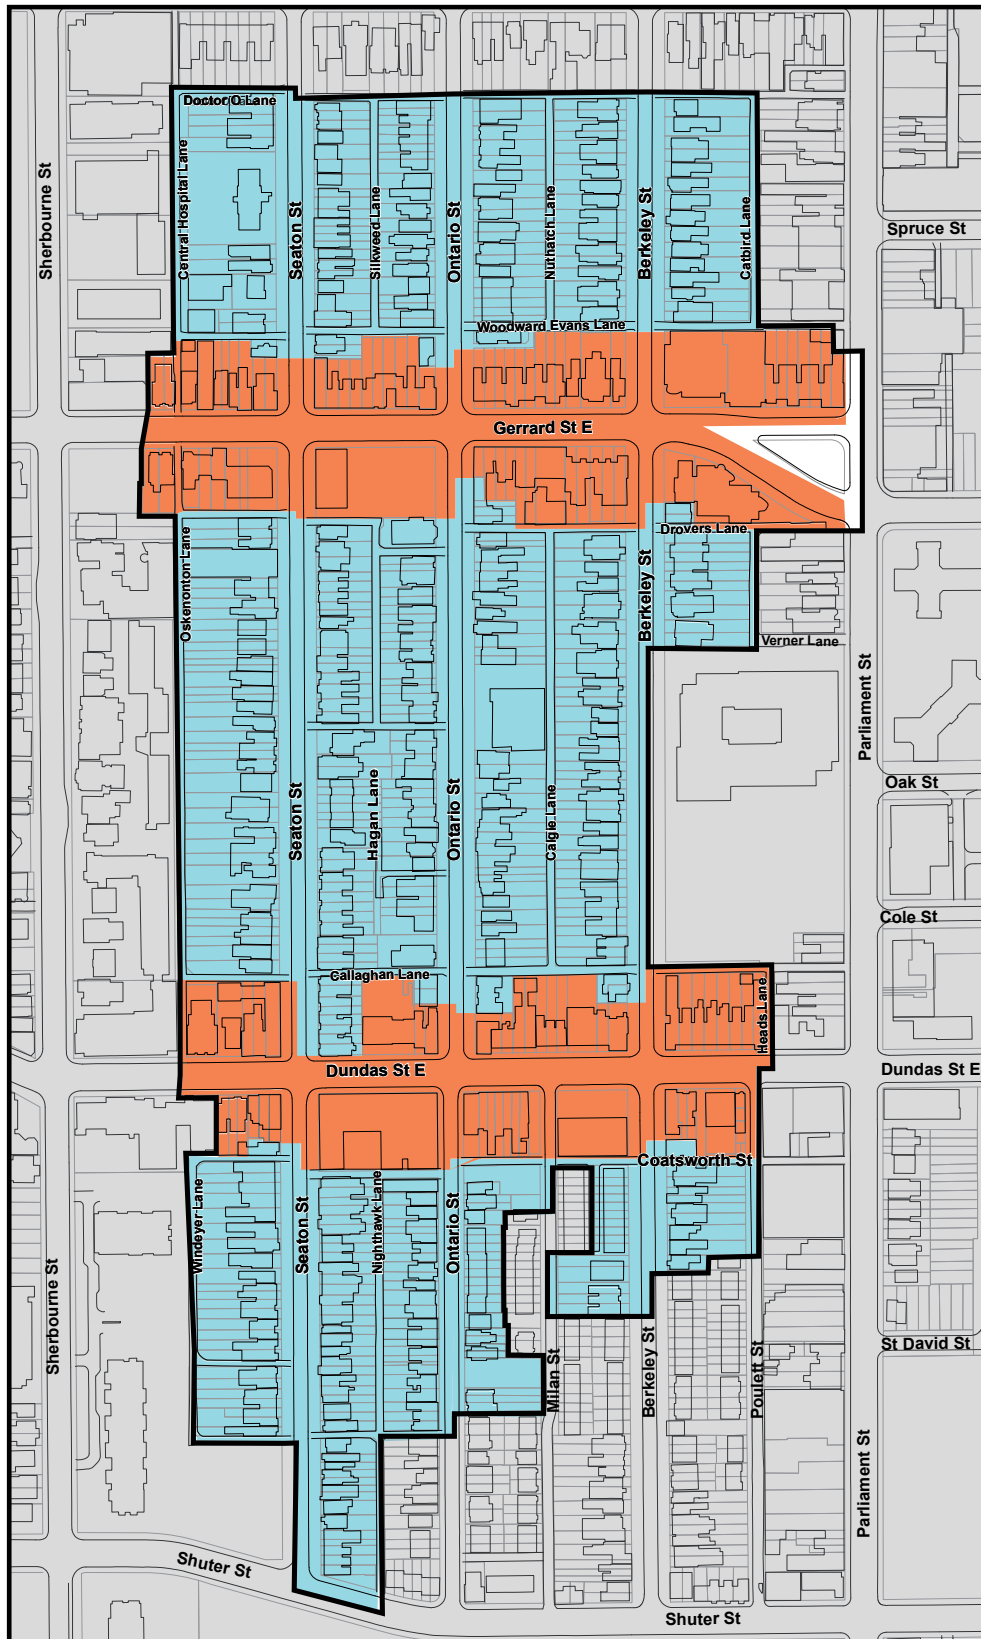 Doctor O Lane
Sherbourne St
Central Hospital Lane
Seaton St
Silkweed Lane
Ontario St
Nuthatch Lane
Berkeley St
Catbird Lane
Spruce St
Woodward Evans Lane
Gerrard St E
Oskenonton Lane
Drovers Lane
Berkeley St
Verner Lane
Parliament St
Oak St
Seaton St
Hagan Lane
Ontario St
Caigle Lane
Cole St
Callaghan Lane
Heads Lane
Dundas St E
Dundas St E
Coatsworth St
Windeyer Lane
Seaton St
Nighthawk Lane
Ontario St
Sherbourne St
Milan St
Berkeley St
Poulett St
St David St
Parliament St
Shuter St
Shuter St